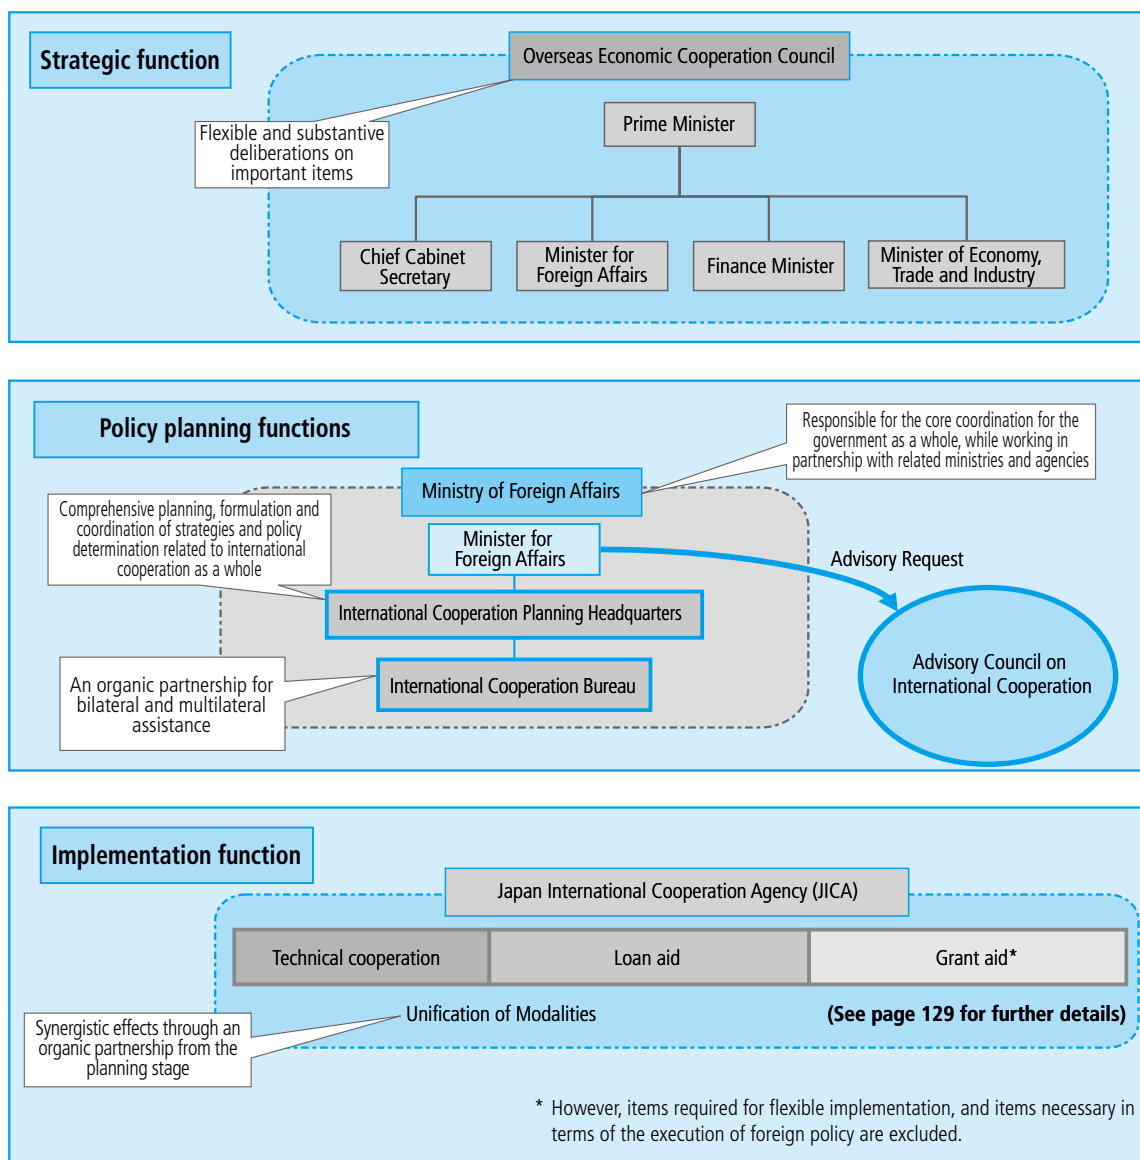 Strategic function
Overseas Economic Cooperation Council
Flexible and substantive
deliberations on
important items
Prime Minister
Chief Cabinet
Secretary
Minister for
Foreign Affairs
Finance Minister
Minister of Economy,
Trade and Industry
Policy planning functions
Responsible for the core coordination for the
government as a whole, while working in
partnership with related ministries and agencies
Ministry of Foreign Affairs
Comprehensive planning, formulation and
coordination of strategies and policy
determination related to international
cooperation as a whole
Minister for
Foreign Affairs
Advisory Request
International Cooperation Planning Headquarters
An organic partnership for
bilateral and multilateral
assistance
International Cooperation Bureau
Advisory Council on
International Cooperation
Implementation function
Japan International Cooperation Agency (JICA)
Technical cooperation
Loan aid
Grant aid*
Unification of Modalities
(See page 129 for further details)
Synergistic effects through an
organic partnership from the
planning stage
* However, items required for flexible implementation, and items necessary in
terms of the execution of foreign policy are excluded.